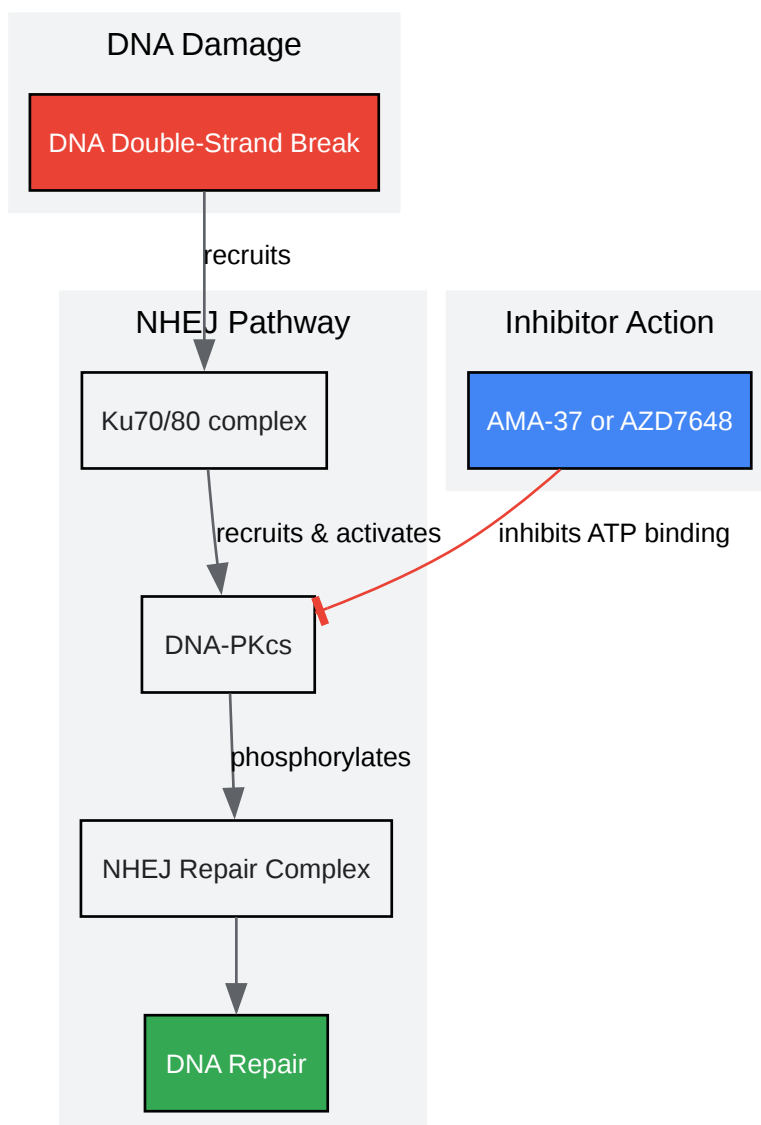 DNA Damage
DNA Double-Strand Break
recruits
NHEJ Pathway
Inhibitor Action
Ku70/80 complex
AMA-37 or AZD7648
recruits & activates
inhibits ATP binding
DNA-PKcs
phosphorylates
NHEJ Repair Complex
DNA Repair